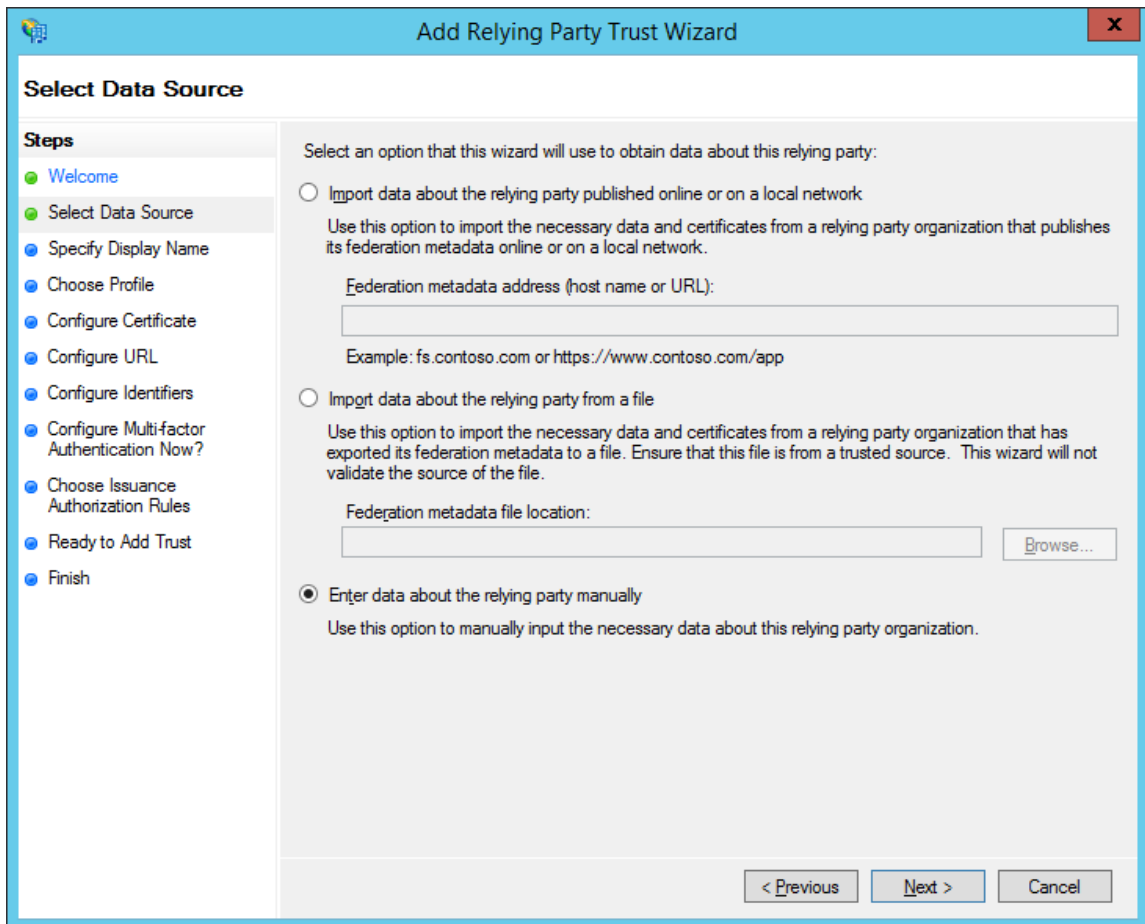 Add Relying Party Trust Wizard
x
Select Data Source
Steps
Welcome
Select Data Source
Specify Display Name
Choose Profile
Configure Certificate
Configure URL
Configure Identifiers
Configure Multi-factor
Authentication Now?
Choose Issuance
Authorization Rules
Ready to Add Trust
Finish
Select an option that this wizard will use to obtain data about this relying party:
Import data about the relying party published online or on a local network
Use this option to import the necessary data and certificates from a relying party organization that publishes
its federation metadata online or on a local network.
Federation metadata address (host name or URL):
Example: fs.contoso.com or https://www.contoso.com/app
Import data about the relying party from a file
Use this option to import the necessary data and certificates from a relying party organization that has
exported its federation metadata to a file. Ensure that this file is from a trusted source.  This wizard will not
validate the source of the file.
Federation metadata file location:
Browse...
Enter data about the relying party manually
Use this option to manually input the necessary data about this relying party organization.
< Previous
Next >
Cancel